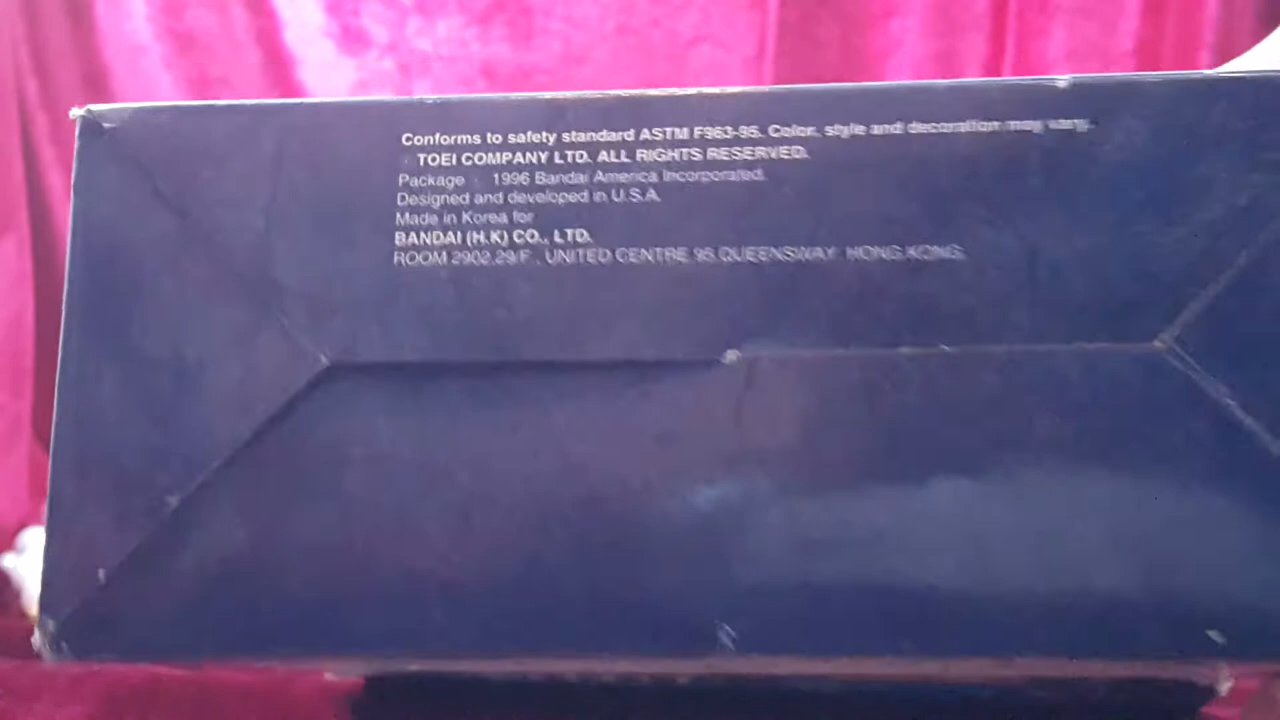 Conforms to safety standard ASTM F963-95. Color, style and decoration may vary.
TOEI COMPANY LTD. ALL RIGHTS RESERVED.
Package 1996 Bandai America Incorporated.
Designed and developed in U.S.A.
Made in Korea for
BANDAI (H.K) CO., LTD.
ROOM 2902,29/F., UNITED CENTRE 95 QUEENSWAY HONG KONG.